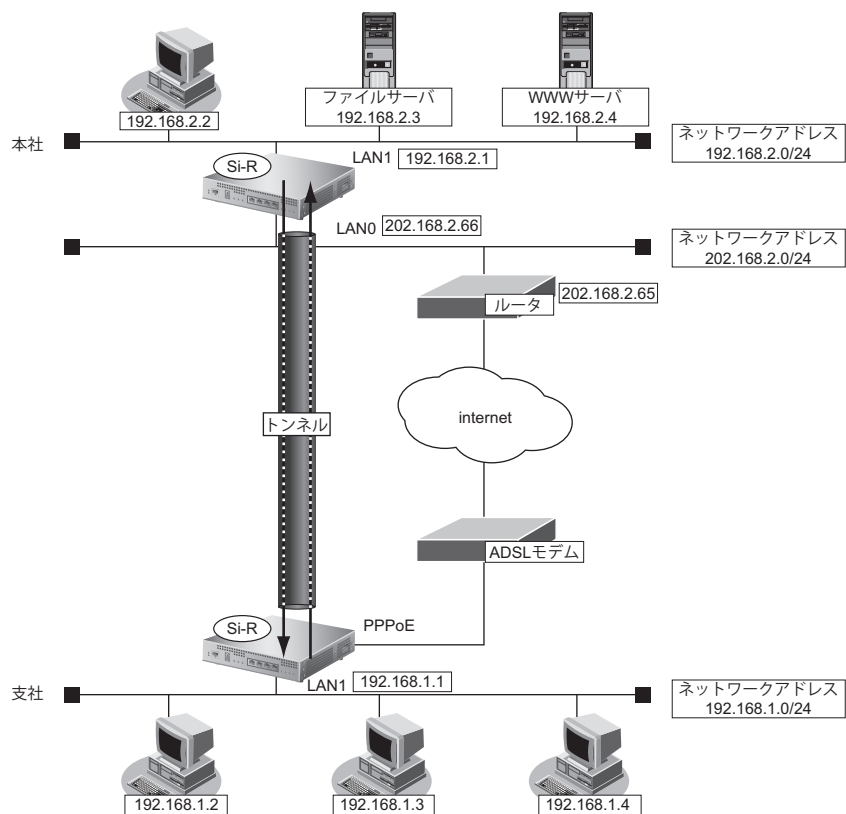 ファイルサーバ
192.168.2.3
WWWサーバ
192.168.2.4
192.168.2.2
本社
ネットワークアドレス
192.168.2.0/24
LAN1
192.168.2.1
Si-R
LAN0
202.168.2.66
ネットワークアドレス
202.168.2.0/24
ルータ
202.168.2.65
internet
トンネル
ADSLモデム
Si-R
PPPoE
LAN1
192.168.1.1
支社
ネットワークアドレス
192.168.1.0/24
192.168.1.2
192.168.1.3
192.168.1.4